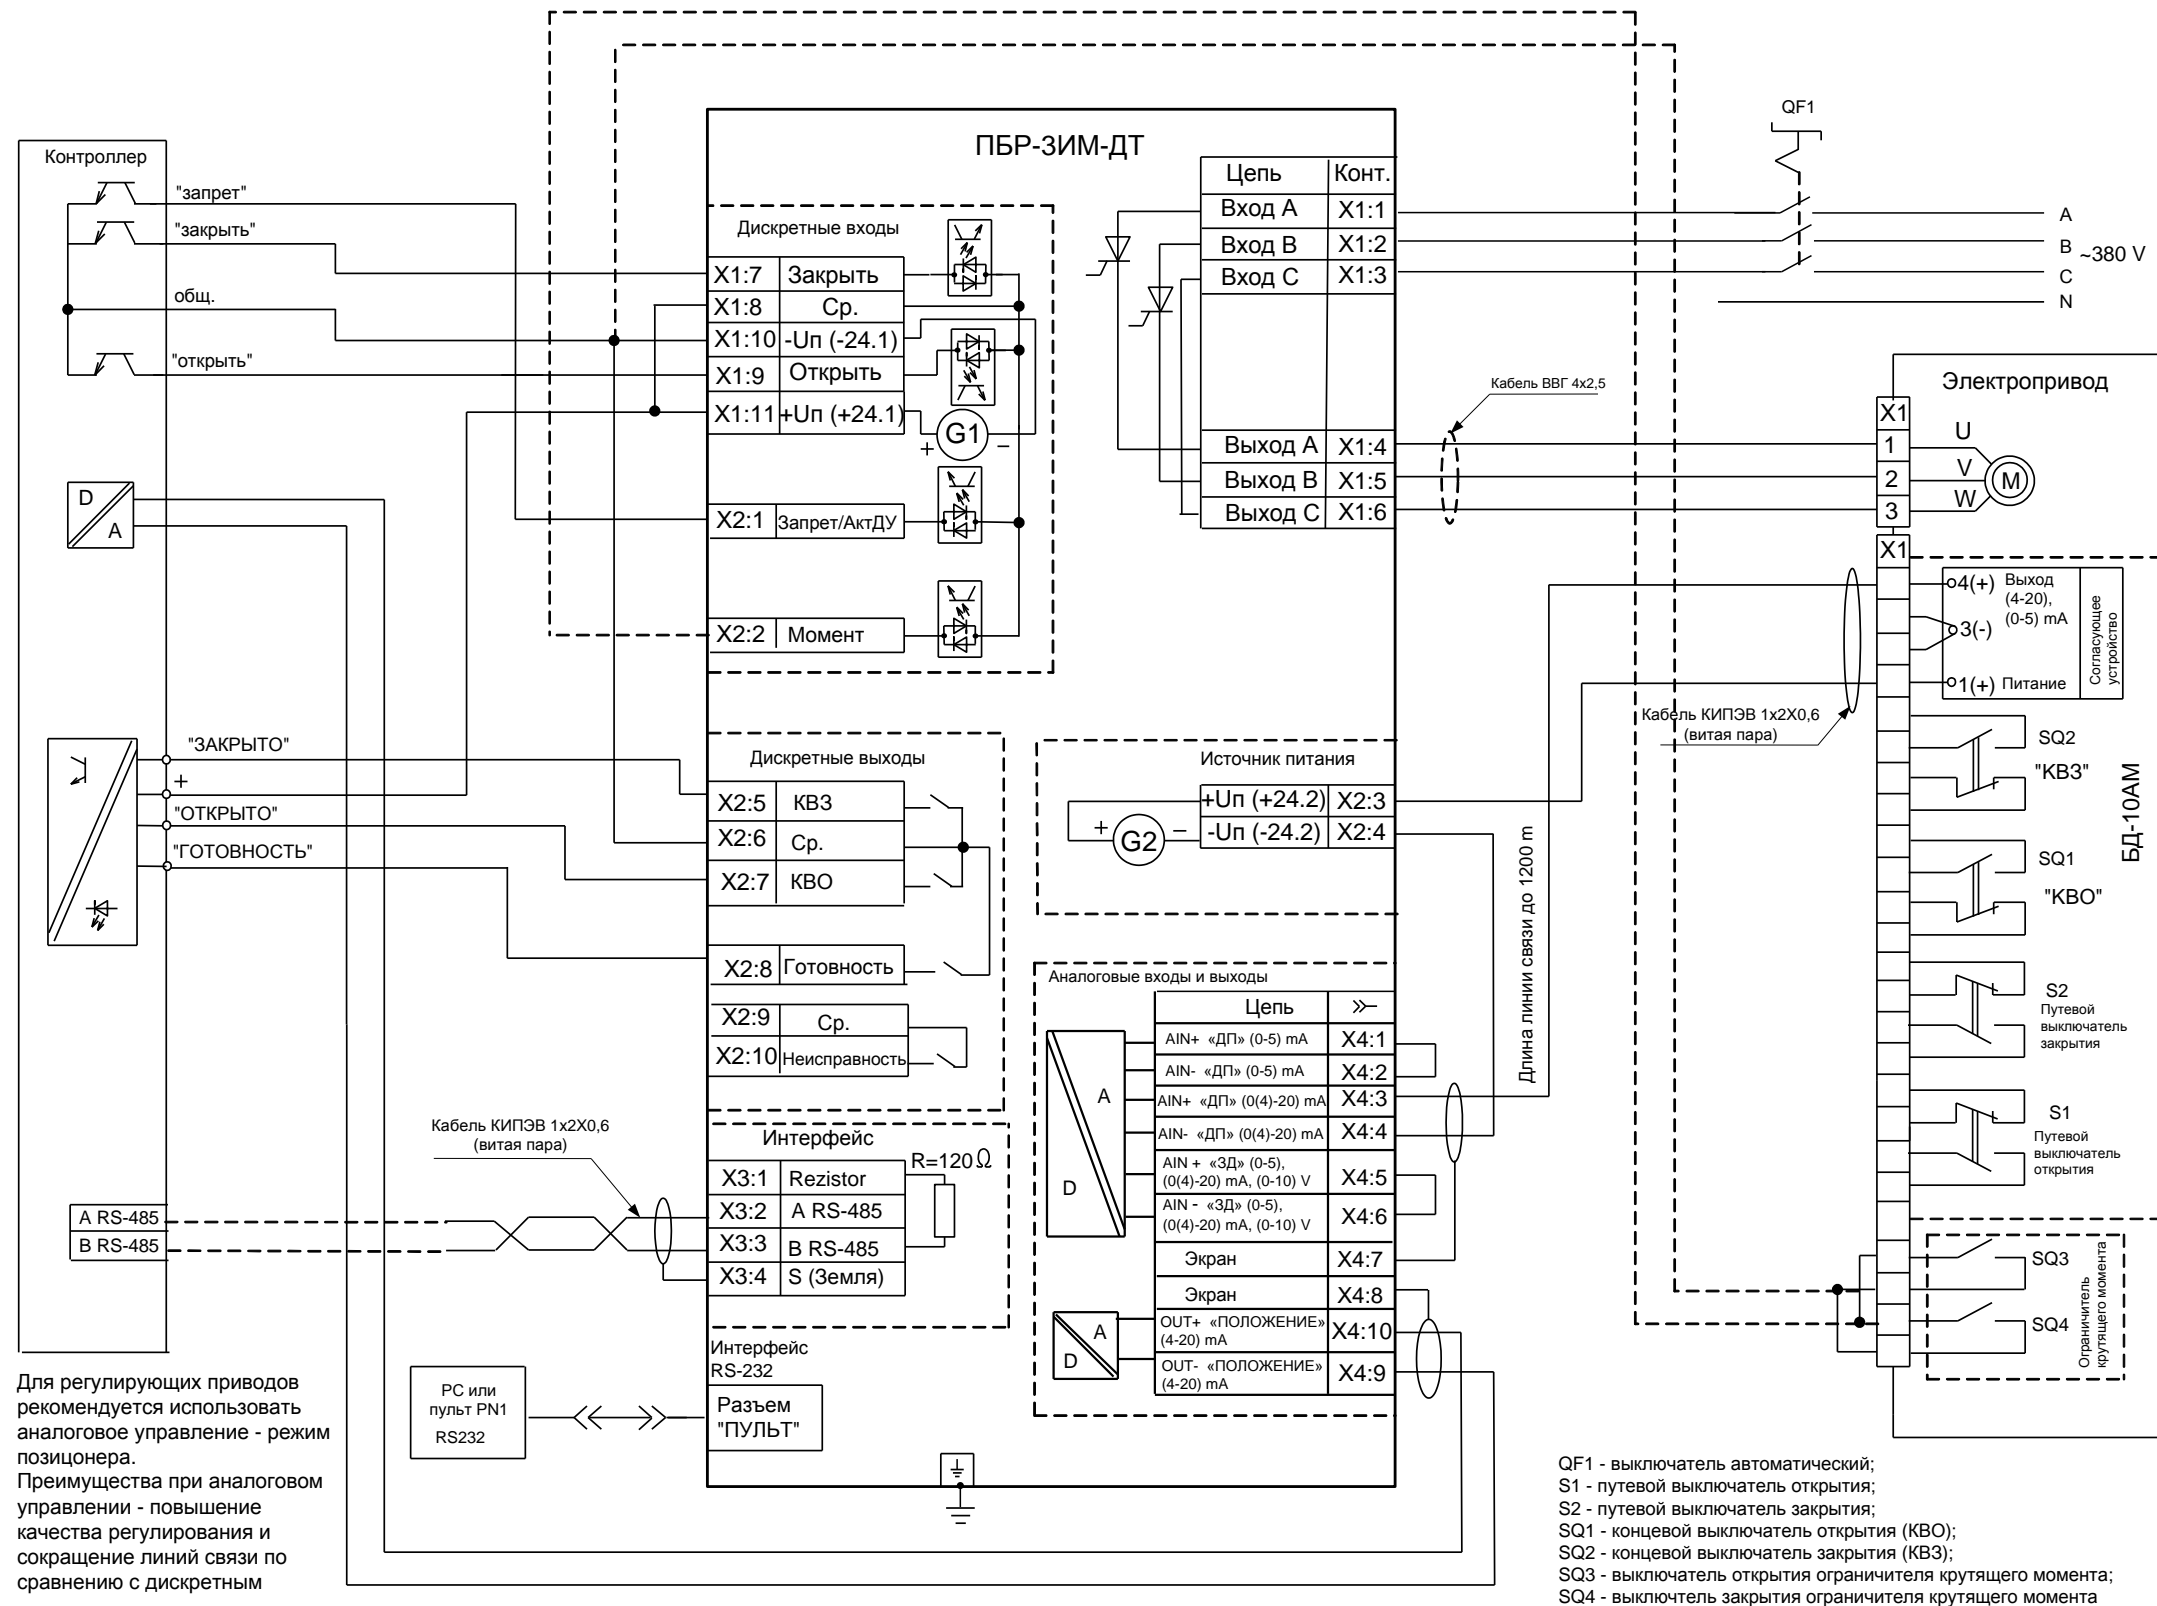 QF1
ПБР-3ИМ-ДТ
Контроллер
"запрет"
"закрыть"
общ.
"открыть"
D
A
"ЗАКРЫТО"
+
"ОТКРЫТО"
"ГОТОВНОСТЬ"
A RS-485
B RS-485
Дискретные входы
X1:7 Закрыть
X1:8 Ср.
X1:10 -Uп (-24.1)
X1:9 Открыть
X1:11 +Uп (+24.1)
+ G1 −
X2:1 Запрет/АктДУ
X2:2 Момент
Дискретные выходы
X2:5 КВЗ
X2:6 Ср.
X2:7 КВО
X2:8 Готовность
X2:9 Ср.
X2:10 Неисправность
Кабель КИПЭВ 1х2Х0,6
(витая пара)
Интерфейс
R=120 Ω
X3:1 Rezistor
X3:2 A RS-485
X3:3 B RS-485
X3:4 S (Земля)
Интерфейс
RS-232
Разъем
"ПУЛЬТ"
PC или
пульт PN1
RS232
Цепь Конт.
Вход A X1:1
Вход B X1:2
Вход C X1:3
Выход A X1:4
Выход B X1:5
Выход C X1:6
A
B ~380 V
C
N
Кабель ВВГ 4х2,5
Источник питания
+Uп (+24.2) X2:3
-Uп (-24.2) X2:4
+ G2 −
Длина линии связи до 1200 m
Аналоговые входы и выходы
Цепь
AIN+ «ДП» (0-5) mA X4:1
AIN- «ДП» (0-5) mA X4:2
AIN+ «ДП» (0(4)-20) mA X4:3
AIN- «ДП» (0(4)-20) mA X4:4
AIN + «ЗД» (0-5),
(0(4)-20) mA, (0-10) V X4:5
AIN - «ЗД» (0-5),
(0(4)-20) mA, (0-10) V X4:6
Экран X4:7
Экран X4:8
OUT+ «ПОЛОЖЕНИЕ»
(4-20) mA X4:10
OUT- «ПОЛОЖЕНИЕ»
(4-20) mA X4:9
A
D
A
D
Электропривод
X1
1
2
3
U
V
W
M
X1
4(+) Выход
(4-20),
(0-5) mA
3(-)
1(+) Питание
Согласующее
устройство
Кабель КИПЭВ 1х2Х0,6
(витая пара)
SQ2
"КВЗ"
SQ1
"КВО"
БД-10АМ
S2
Путевой
выключатель
закрытия
S1
Путевой
выключатель
открытия
SQ3
SQ4
Ограничитель
крутящего момента
Для регулирующих приводов
рекомендуется использовать
аналоговое управление - режим
позицонера.
Преимущества при аналоговом
управлении - повышение
качества регулирования и
сокращение линий связи по
сравнению с дискретным
QF1 - выключатель автоматический;
S1 - путевой выключатель открытия;
S2 - путевой выключатель закрытия;
SQ1 - концевой выключатель открытия (КВО);
SQ2 - концевой выключатель закрытия (КВЗ);
SQ3 - выключатель открытия ограничителя крутящего момента;
SQ4 - выключтель закрытия ограничителя крутящего момента